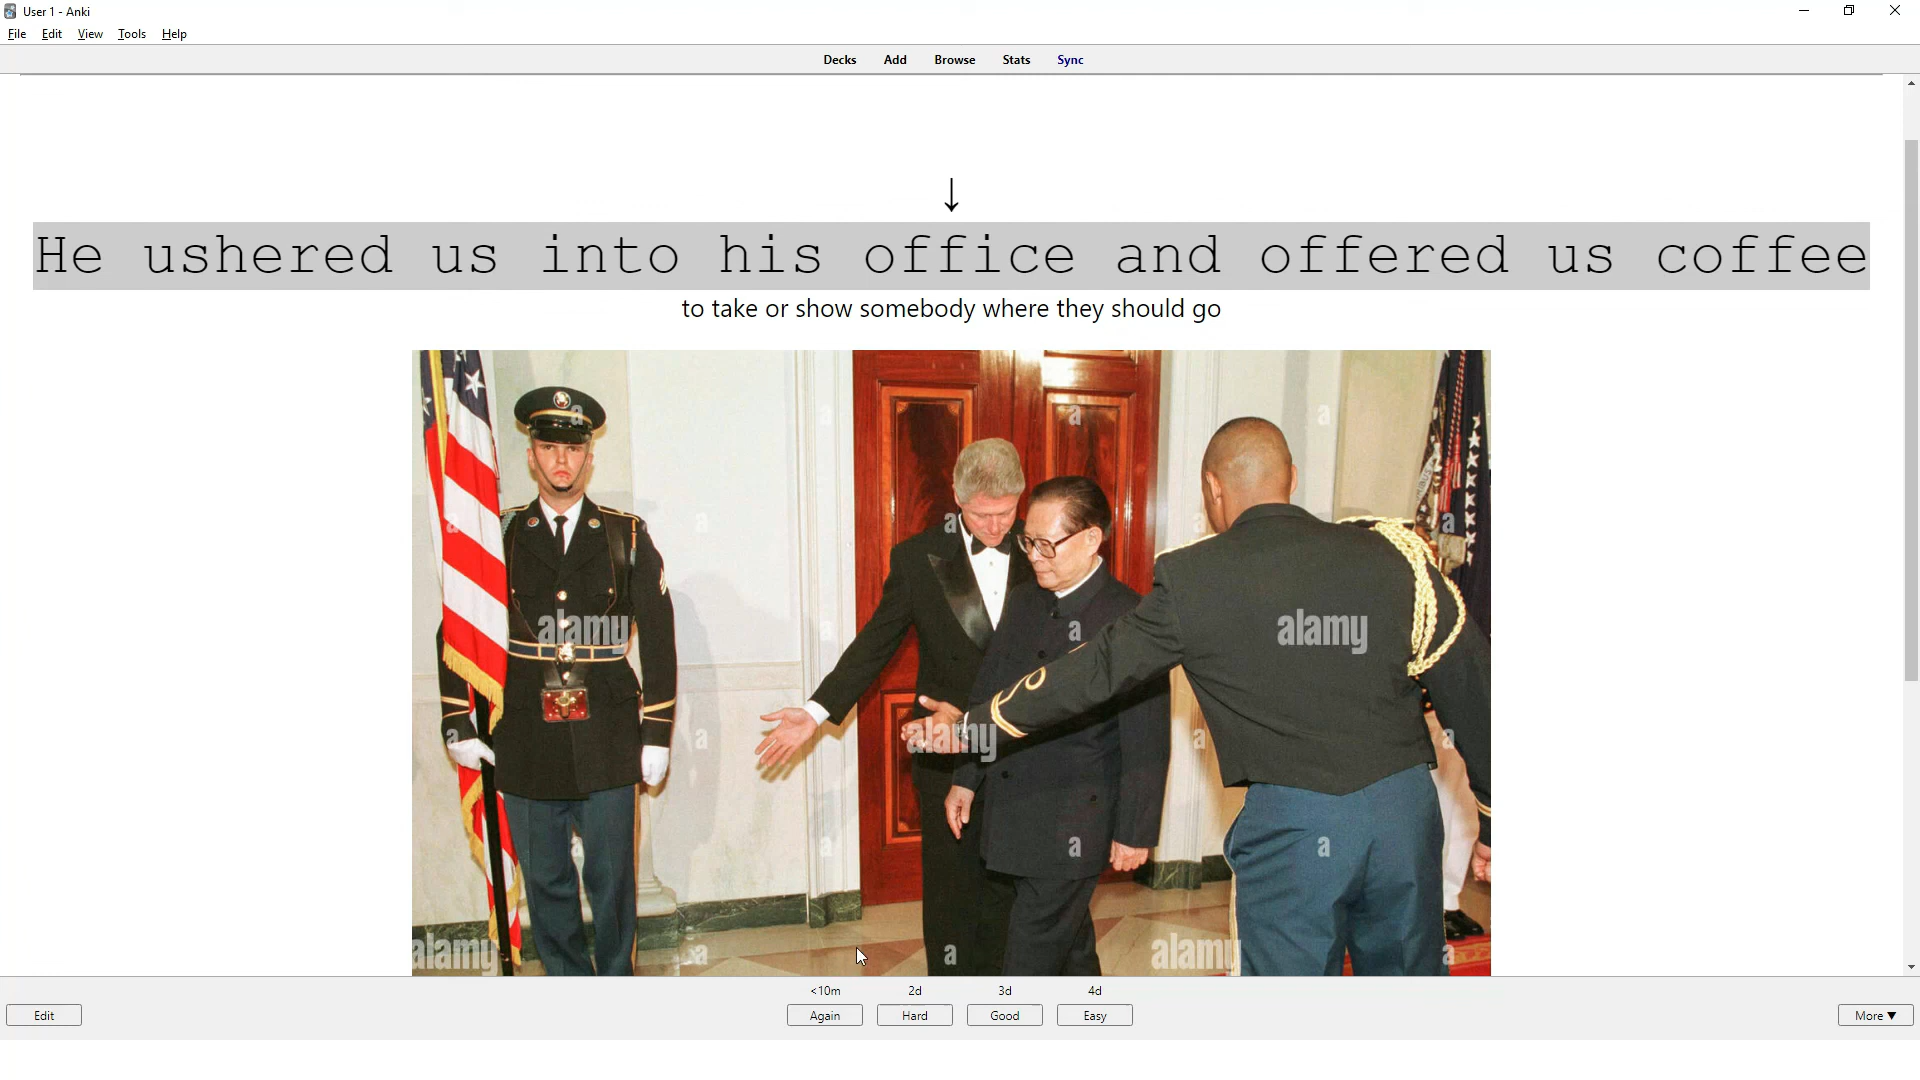 User 1 - Anki
File Edit View Tools Help
Decks Add Browse Stats Sync
↓
He ushered us into his office and offered us coffee
to take or show somebody where they should go
a a a
a a a a a
alamy a a alamy
a a alamy a a
a a a a
alamy a a alamy a
<10m 2d 3d 4d
Edit Again Hard Good Easy More ▼